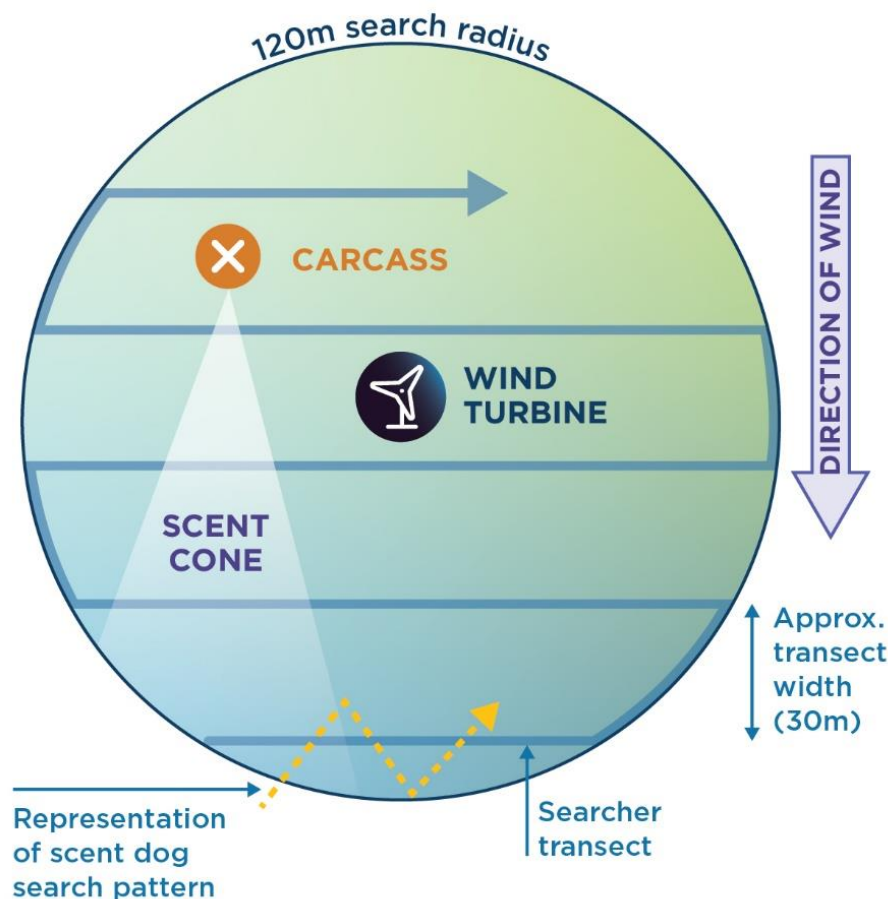 120m search radius
CARCASS
WIND
TURBINE
DIRECTION OF WIND
SCENT
CONE
Approx.
transect
width
(30m)
Representation
of scent dog
search pattern
Searcher
transect